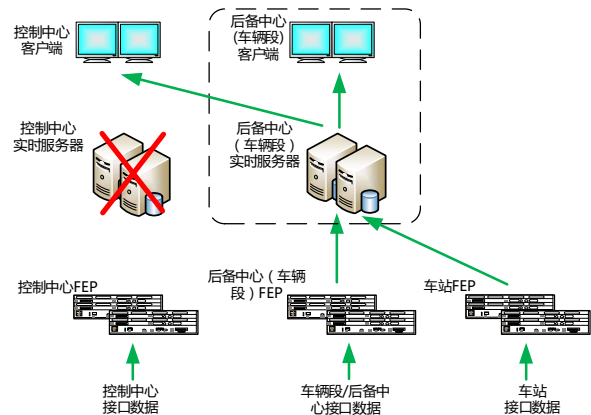 控制中心
客户端
后备中心
(车辆段)
客户端
控制中心
实时服务器
后备中心
（车辆段）
实时服务器
控制中心FEP
后备中心（车辆
段）FEP
车站FEP
控制中心
接口数据
车辆段/后备中
心接口数据
车站
接口数据